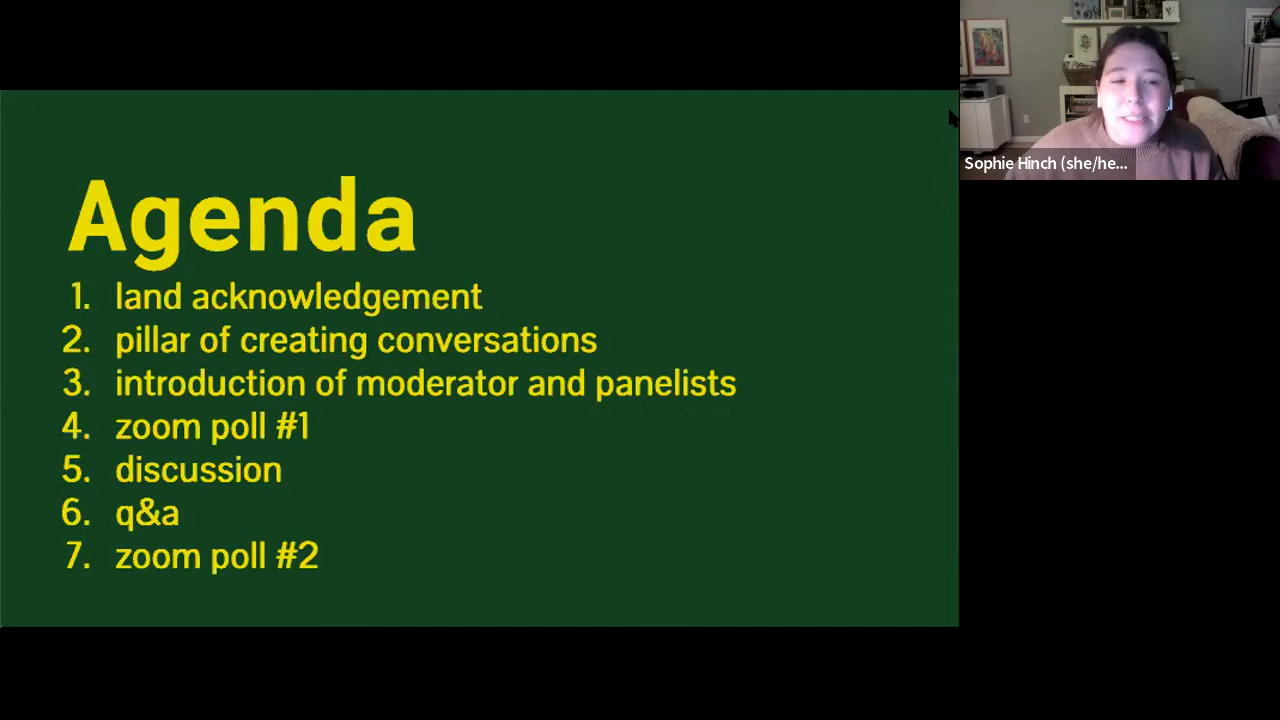 Agenda
1. land acknowledgement
2. pillar of creating conversations
3. introduction of moderator and panelists
4. zoom poll #1
5. discussion
6. q&a
7. zoom poll #2
Sophie Hinch (she/he...